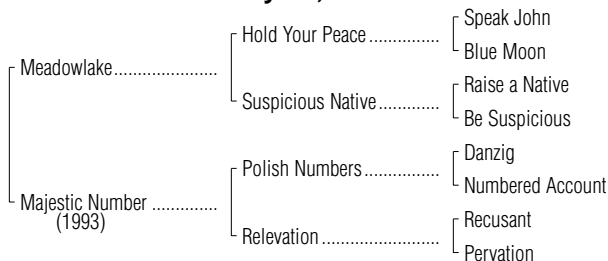 Speak John
Hold Your Peace ...............
Blue Moon
Meadowlake......................
Raise a Native
Suspicious Native .............
Be Suspicious
Danzig
Polish Numbers ................
Numbered Account
Majestic Number ..............
(1993)
Recusant
Relevation .........................
Pervation